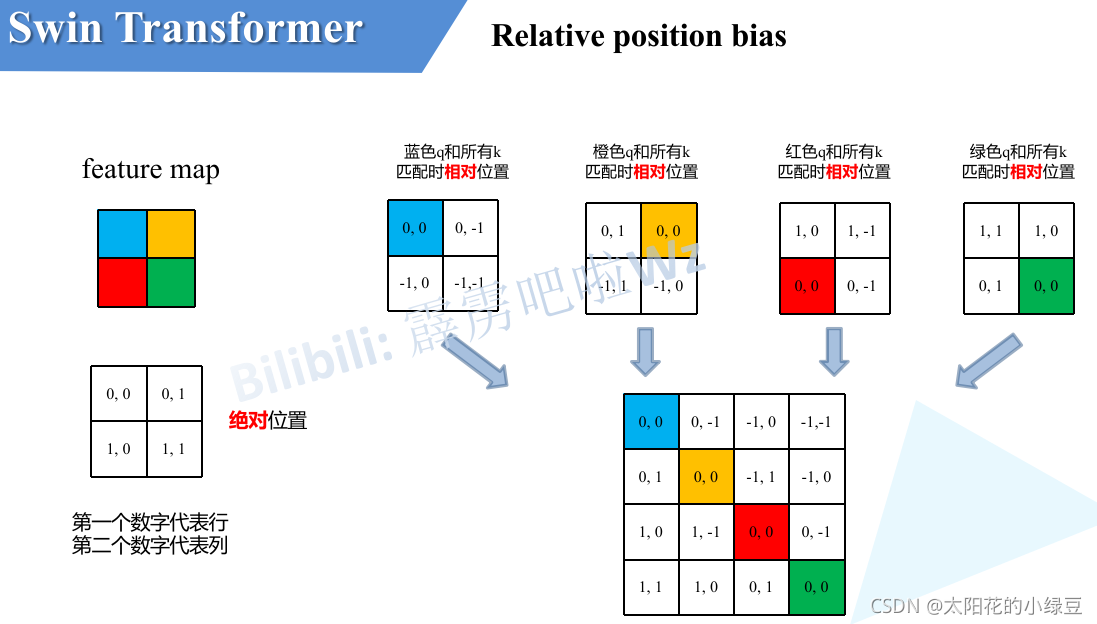 Swin Transformer
Relative position bias
feature map
蓝色q和所有k
匹配时相对位置
橙色q和所有k
匹配时相对位置
红色q和所有k
匹配时相对位置
绿色q和所有k
匹配时相对位置
0, 0 0, -1
-1, 0 -1,-1
0, 1 0, 0
-1, 1 -1, 0
1, 0 1, -1
0, 0 0, -1
1, 1 1, 0
0, 1 0, 0
Bilibili: 霹雳吧啦Wz
0, 0 0, 1
1, 0 1, 1
绝对位置
第一个数字代表行
第二个数字代表列
0, 0 0, -1 -1, 0 -1,-1
0, 1 0, 0 -1, 1 -1, 0
1, 0 1, -1 0, 0 0, -1
1, 1 1, 0 0, 1 0, 0
CSDN @太阳花的小绿豆